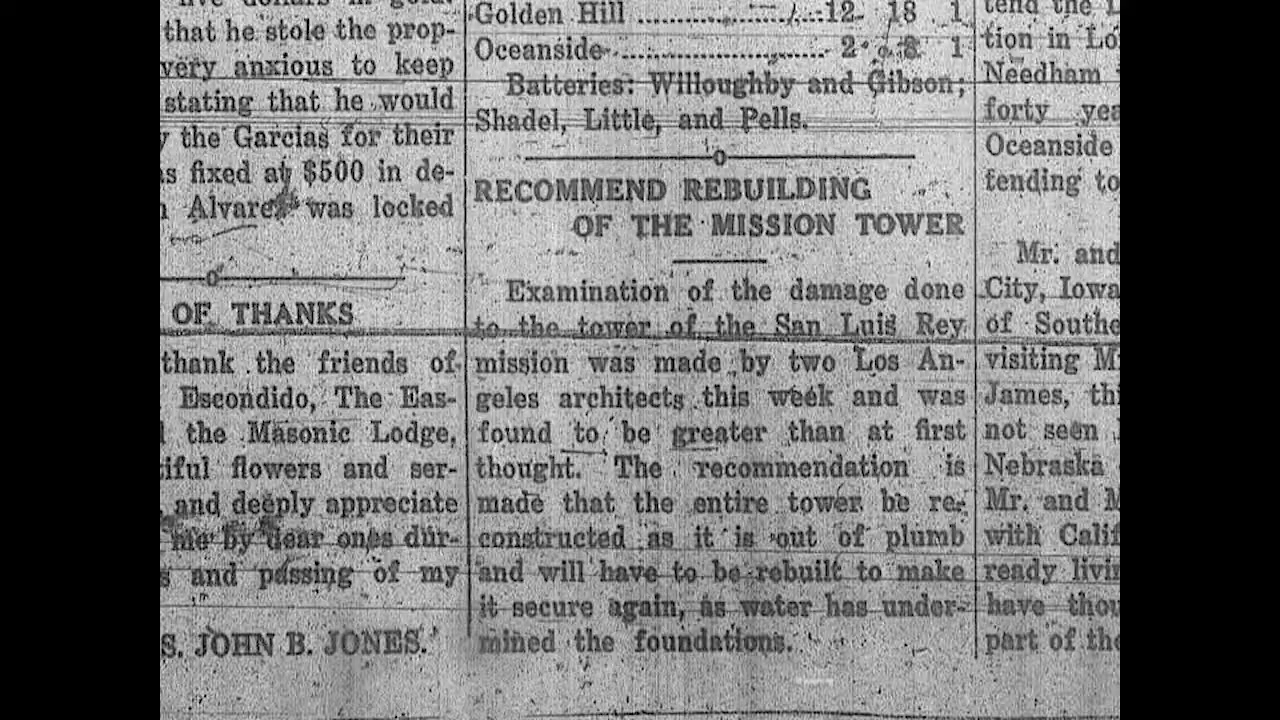 five dollars in gold.
that he stole the prop-
very anxious to keep
stating that he would
the Garcias for their
fixed at $500 in de-
Alvarez was locked
OF THANKS
thank the friends of
Escondido, The Eas-
the Masonic Lodge,
flowers and ser-
and deeply appreciate
me by dear ones dur-
and passing of my
S. JOHN B. JONES.
Golden Hill 12 18 1
Oceanside 2 8 1
Batteries: Willoughby and Gibson;
Shadel, Little, and Pells.
RECOMMEND REBUILDING
OF THE MISSION TOWER
Examination of the damage done
to the tower of the San Luis Rey
mission was made by two Los An-
geles architects this week and was
found to be greater than at first
thought. The recommendation is
made that the entire tower be re-
constructed as it is out of plumb
and will have to be rebuilt to make
it secure again, as water has under-
mined the foundations.
tend the
tion in Lo
Needham
forty yea
Oceanside
tending to
Mr. and
City, Iowa
of Southe
visiting M
James, thi
not seen
Nebraska
Mr. and M
with Calif
ready livin
have thou
part of the